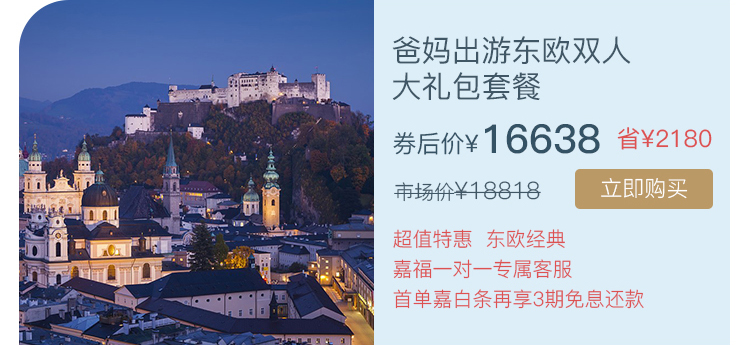 爸妈出游东欧双人
大礼包套餐
券后价¥16638 省¥2180
市场价¥18818 立即购买
超值特惠 东欧经典
嘉福一对一专属客服
首单嘉白条再享3期免息还款